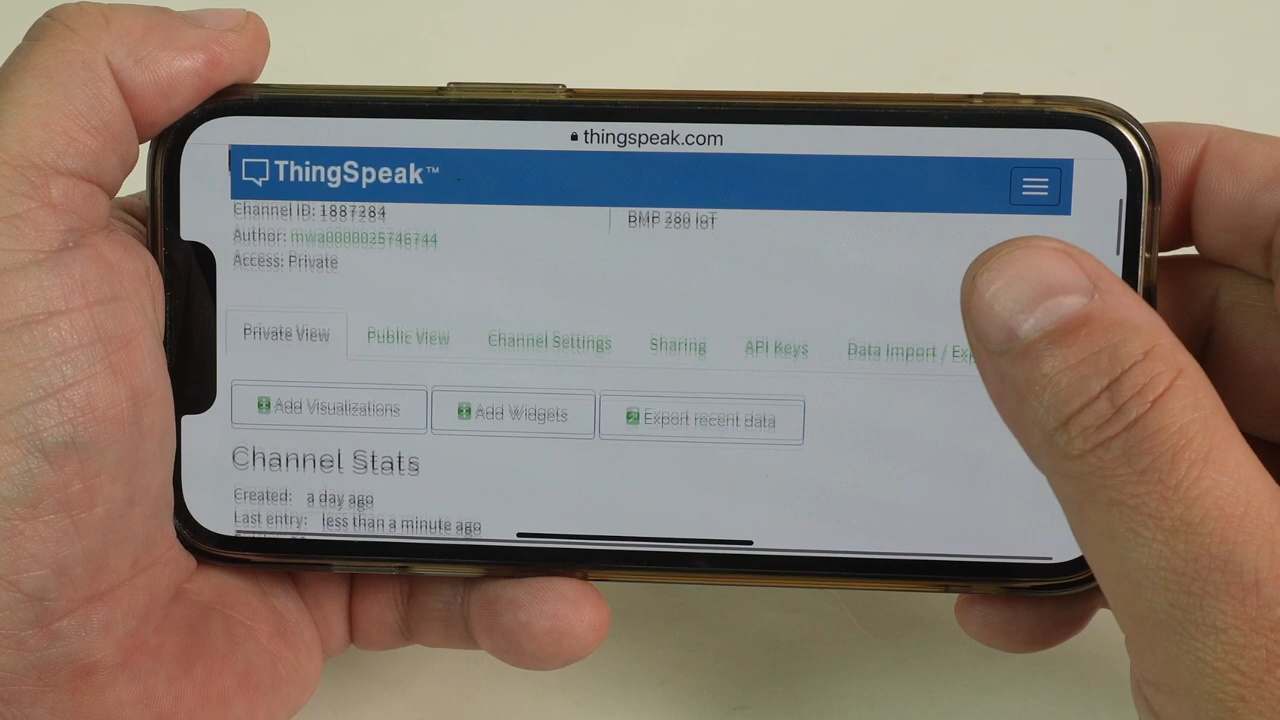 thingspeak.com
ThingSpeak™
Channel ID: 1887284
BMP 280 IoT
Author: mwa0000025746744
Access: Private
Private View Public View Channel Settings Sharing API Keys Data Import /
Add Visualizations Add Widgets Export recent data
Channel Stats
Created: a day ago
Last entry: less than a minute ago